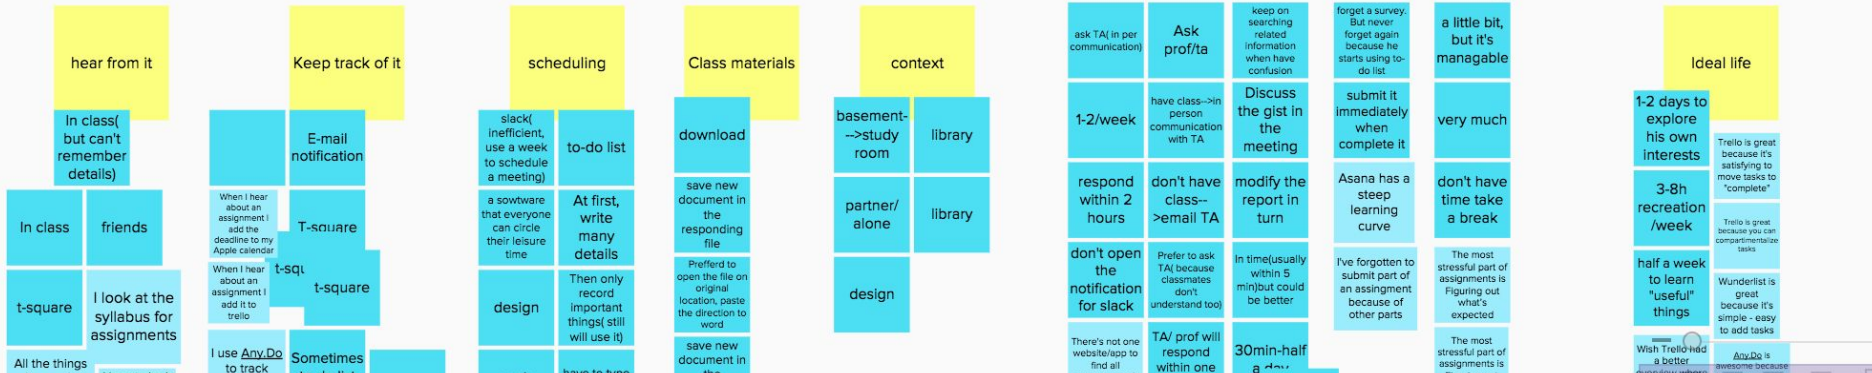 hear from it
In class(
but can't
remember
details)
In class
friends
t-square
I look at the
syllabus for
assignments
All the things
Keep track of it
E-mail
notification
When I hear
about an
assignment I
add the
deadline to my
Apple calendar
T-square
When I hear
about an
assignment I
add it to
trello
t-squ
t-square
I use Any.Do
to track
Sometimes
scheduling
slack(
inefficient,
use a week
to schedule
a meeting)
to-do list
a sowtware
that everyone
can circle
their leisure
time
At first,
write
many
details
design
Then only
record
important
things( still
will use it)
have to type
Class materials
download
save new
document in
the
responding
file
Prefferd to
open the file on
original
location, paste
the direction to
word
save new
document in
the
context
basement-
->study
room
library
partner/
alone
library
design
ask TA( in per
communication)
Ask
prof/ta
keep on
searching
related
information
when have
confusion
forget a survey.
But never
forget again
because he
starts using to-
do list
a little bit,
but it's
managable
1-2/week
have class-->in
person
communication
with TA
Discuss
the gist in
the
meeting
submit it
immediately
when
complete it
very much
respond
within 2
hours
don't have
class--
>email TA
modify the
report in
turn
Asana has a
steep
learning
curve
don't have
time take
a break
don't open
the
notification
for slack
Prefer to ask
TA( because
classmates
don't
understand too)
In time(usually
within 5
min)but could
be better
I've forgotten to
submit part of
an assingment
because of
other parts
The most
stressful part of
assignments is
Figuring out
what's
expected
There's not one
website/app to
find all
TA/ prof will
respond
within one
30min-half
a day
The most
stressful part of
assignments is
Ideal life
1-2 days to
explore
his own
interests
Trello is great
because it's
satisfying to
move tasks to
"complete"
3-8h
recreation
/week
Trello is great
because you can
compartimentalize
tasks
half a week
to learn
"useful"
things
Wunderlist is
great
because it's
simple - easy
to add tasks
Wish Trello had
a better
overview where
Any.Do is
awesome because